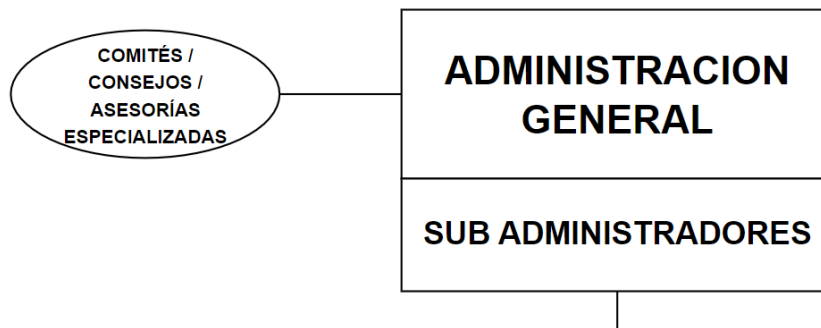 COMITÉS /
CONSEJOS /
ASESORÍAS
ESPECIALIZADAS
ADMINISTRACION
GENERAL
SUB ADMINISTRADORES